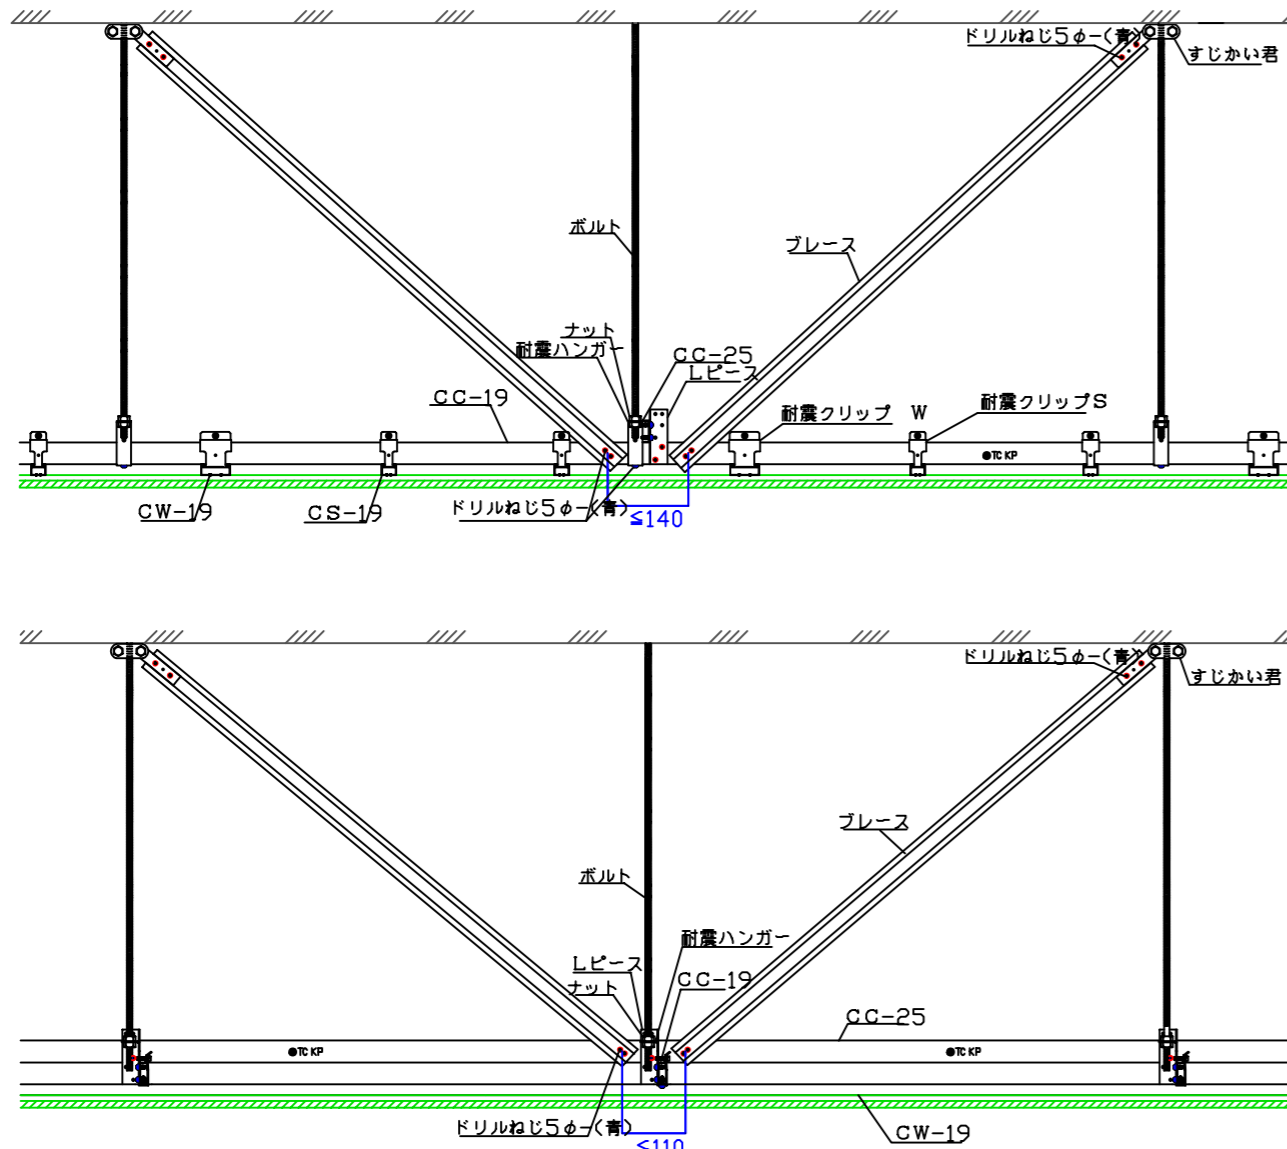 ドリルねじ5φー(青)
すじかい君
ボルト
ブレース
ナット
耐震ハンガー
CC-25
Lピース
CC-19
耐震クリップ W
耐震クリップS
●TC KP
CW-19
CS-19
ドリルねじ5φー(青)
≦140
ドリルねじ5φー(青)
すじかい君
ブレース
ボルト
耐震ハンガー
Lピース
CC-19
ナット
CC-25
●TC KP
●TC KP
ドリルねじ5φー(青)
≦110
CW-19